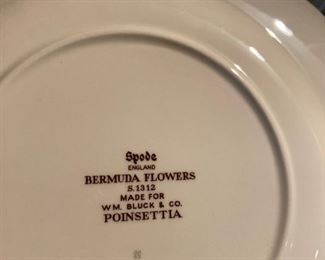 Spode
ENGLAND
BERMUDA FLOWERS
S.1312
MADE FOR
WM. BLUCK & CO.
POINSETTIA